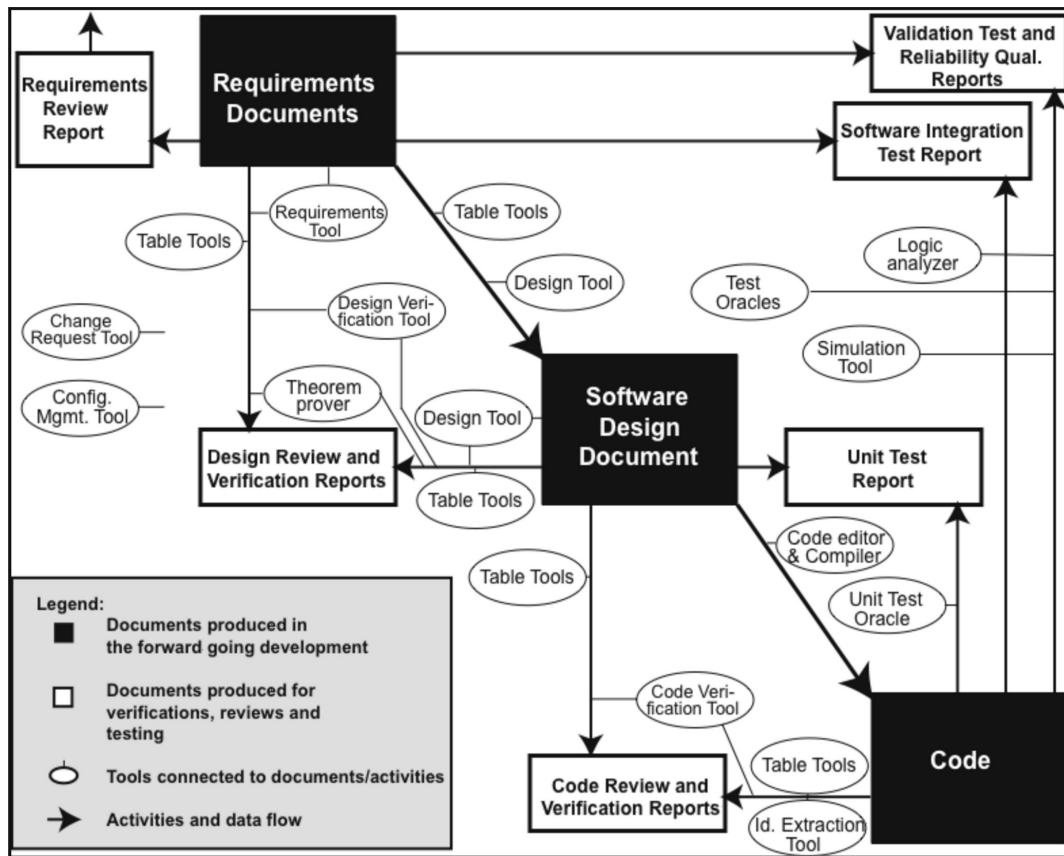 Requirements
Review
Report
Requirements
Documents
Validation Test and
Reliability Qual.
Reports
Software Integration
Test Report
Requirements
Tool
Table Tools
Table Tools
Design Tool
Logic
analyzer
Test
Oracles
Simulation
Tool
Change
Request Tool
Config.
Mgmt. Tool
Design Veri-
fication Tool
Theorem
prover
Design Tool
Software
Design
Document
Design Review and
Verification Reports
Table Tools
Unit Test
Report
Code editor
& Compiler
Table Tools
Unit Test
Oracle
Code Veri-
fication Tool
Code Review and
Verification Reports
Table Tools
Id. Extraction
Tool
Code
Legend:
Documents produced in
the forward going development
Documents produced for
verifications, reviews and
testing
Tools connected to documents/activities
Activities and data flow